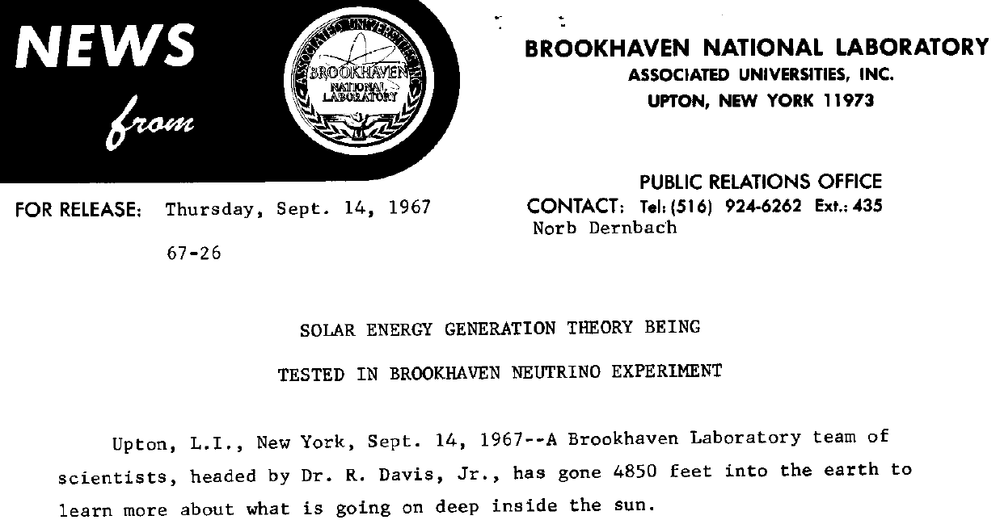 NEWS
from
ASSOCIATED UNIVERSITIES INC.
BROOKHAVEN
NATIONAL
LABORATORY
BROOKHAVEN NATIONAL LABORATORY
ASSOCIATED UNIVERSITIES, INC.
UPTON, NEW YORK 11973
PUBLIC RELATIONS OFFICE
FOR RELEASE: Thursday, Sept. 14, 1967
CONTACT: Tel: (516) 924-6262 Ext.: 435
Norb Dernbach
67-26
SOLAR ENERGY GENERATION THEORY BEING
TESTED IN BROOKHAVEN NEUTRINO EXPERIMENT
Upton, L.I., New York, Sept. 14, 1967--A Brookhaven Laboratory team of
scientists, headed by Dr. R. Davis, Jr., has gone 4850 feet into the earth to
learn more about what is going on deep inside the sun.